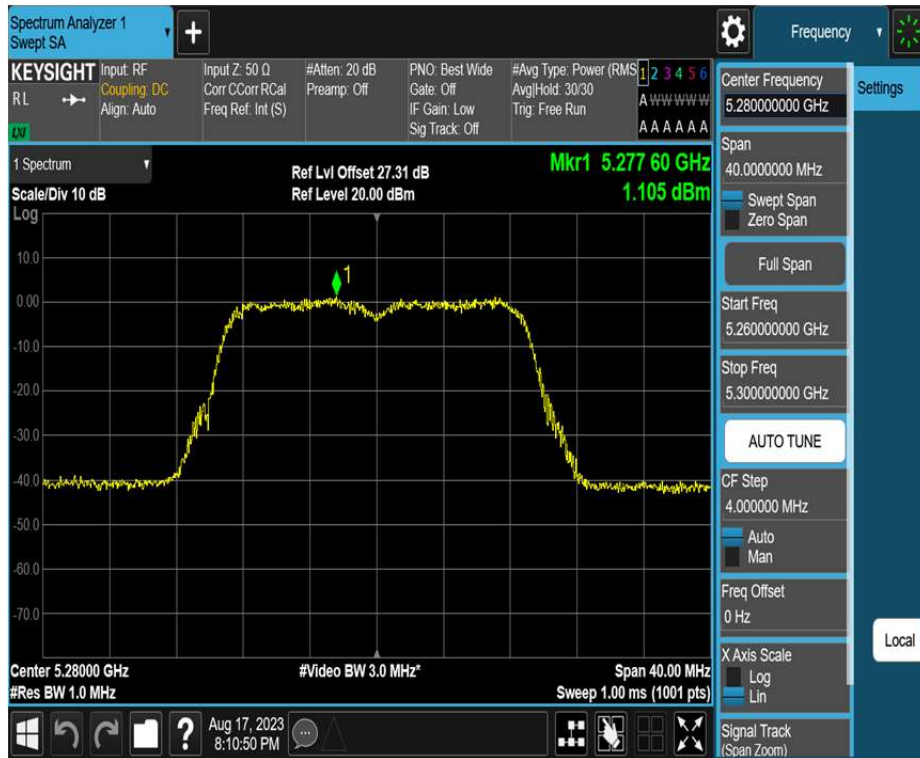 Spectrum Analyzer 1
Swept SA
+
Frequency
KEYSIGHT
R L
LXI
Input: RF
Coupling: DC
Align: Auto
Input Z: 50 Ω
Corr CCorr RCal
Freq Ref: Int (S)
#Atten: 20 dB
Preamp: Off
PNO: Best Wide
Gate: Off
IF Gain: Low
Sig Track: Off
#Avg Type: Power (RMS
Avg|Hold: 30/30
Trig: Free Run
1 2 3 4 5 6
A W W W W W
A A A A A A
1 Spectrum
Scale/Div 10 dB
Log
Ref Lvl Offset 27.31 dB
Ref Level 20.00 dBm
Mkr1 5.277 60 GHz
1.105 dBm
1
10.0
0.00
-10.0
-20.0
-30.0
-40.0
-50.0
-60.0
-70.0
Center 5.28000 GHz
#Res BW 1.0 MHz
#Video BW 3.0 MHz*
Span 40.00 MHz
Sweep 1.00 ms (1001 pts)
Center Frequency
5.280000000 GHz
Span
40.0000000 MHz
Swept Span
Zero Span
Full Span
Start Freq
5.260000000 GHz
Stop Freq
5.300000000 GHz
AUTO TUNE
CF Step
4.000000 MHz
Auto
Man
Freq Offset
0 Hz
X Axis Scale
Log
Lin
Signal Track
(Span Zoom)
Settings
Local
?
Aug 17, 2023
8:10:50 PM